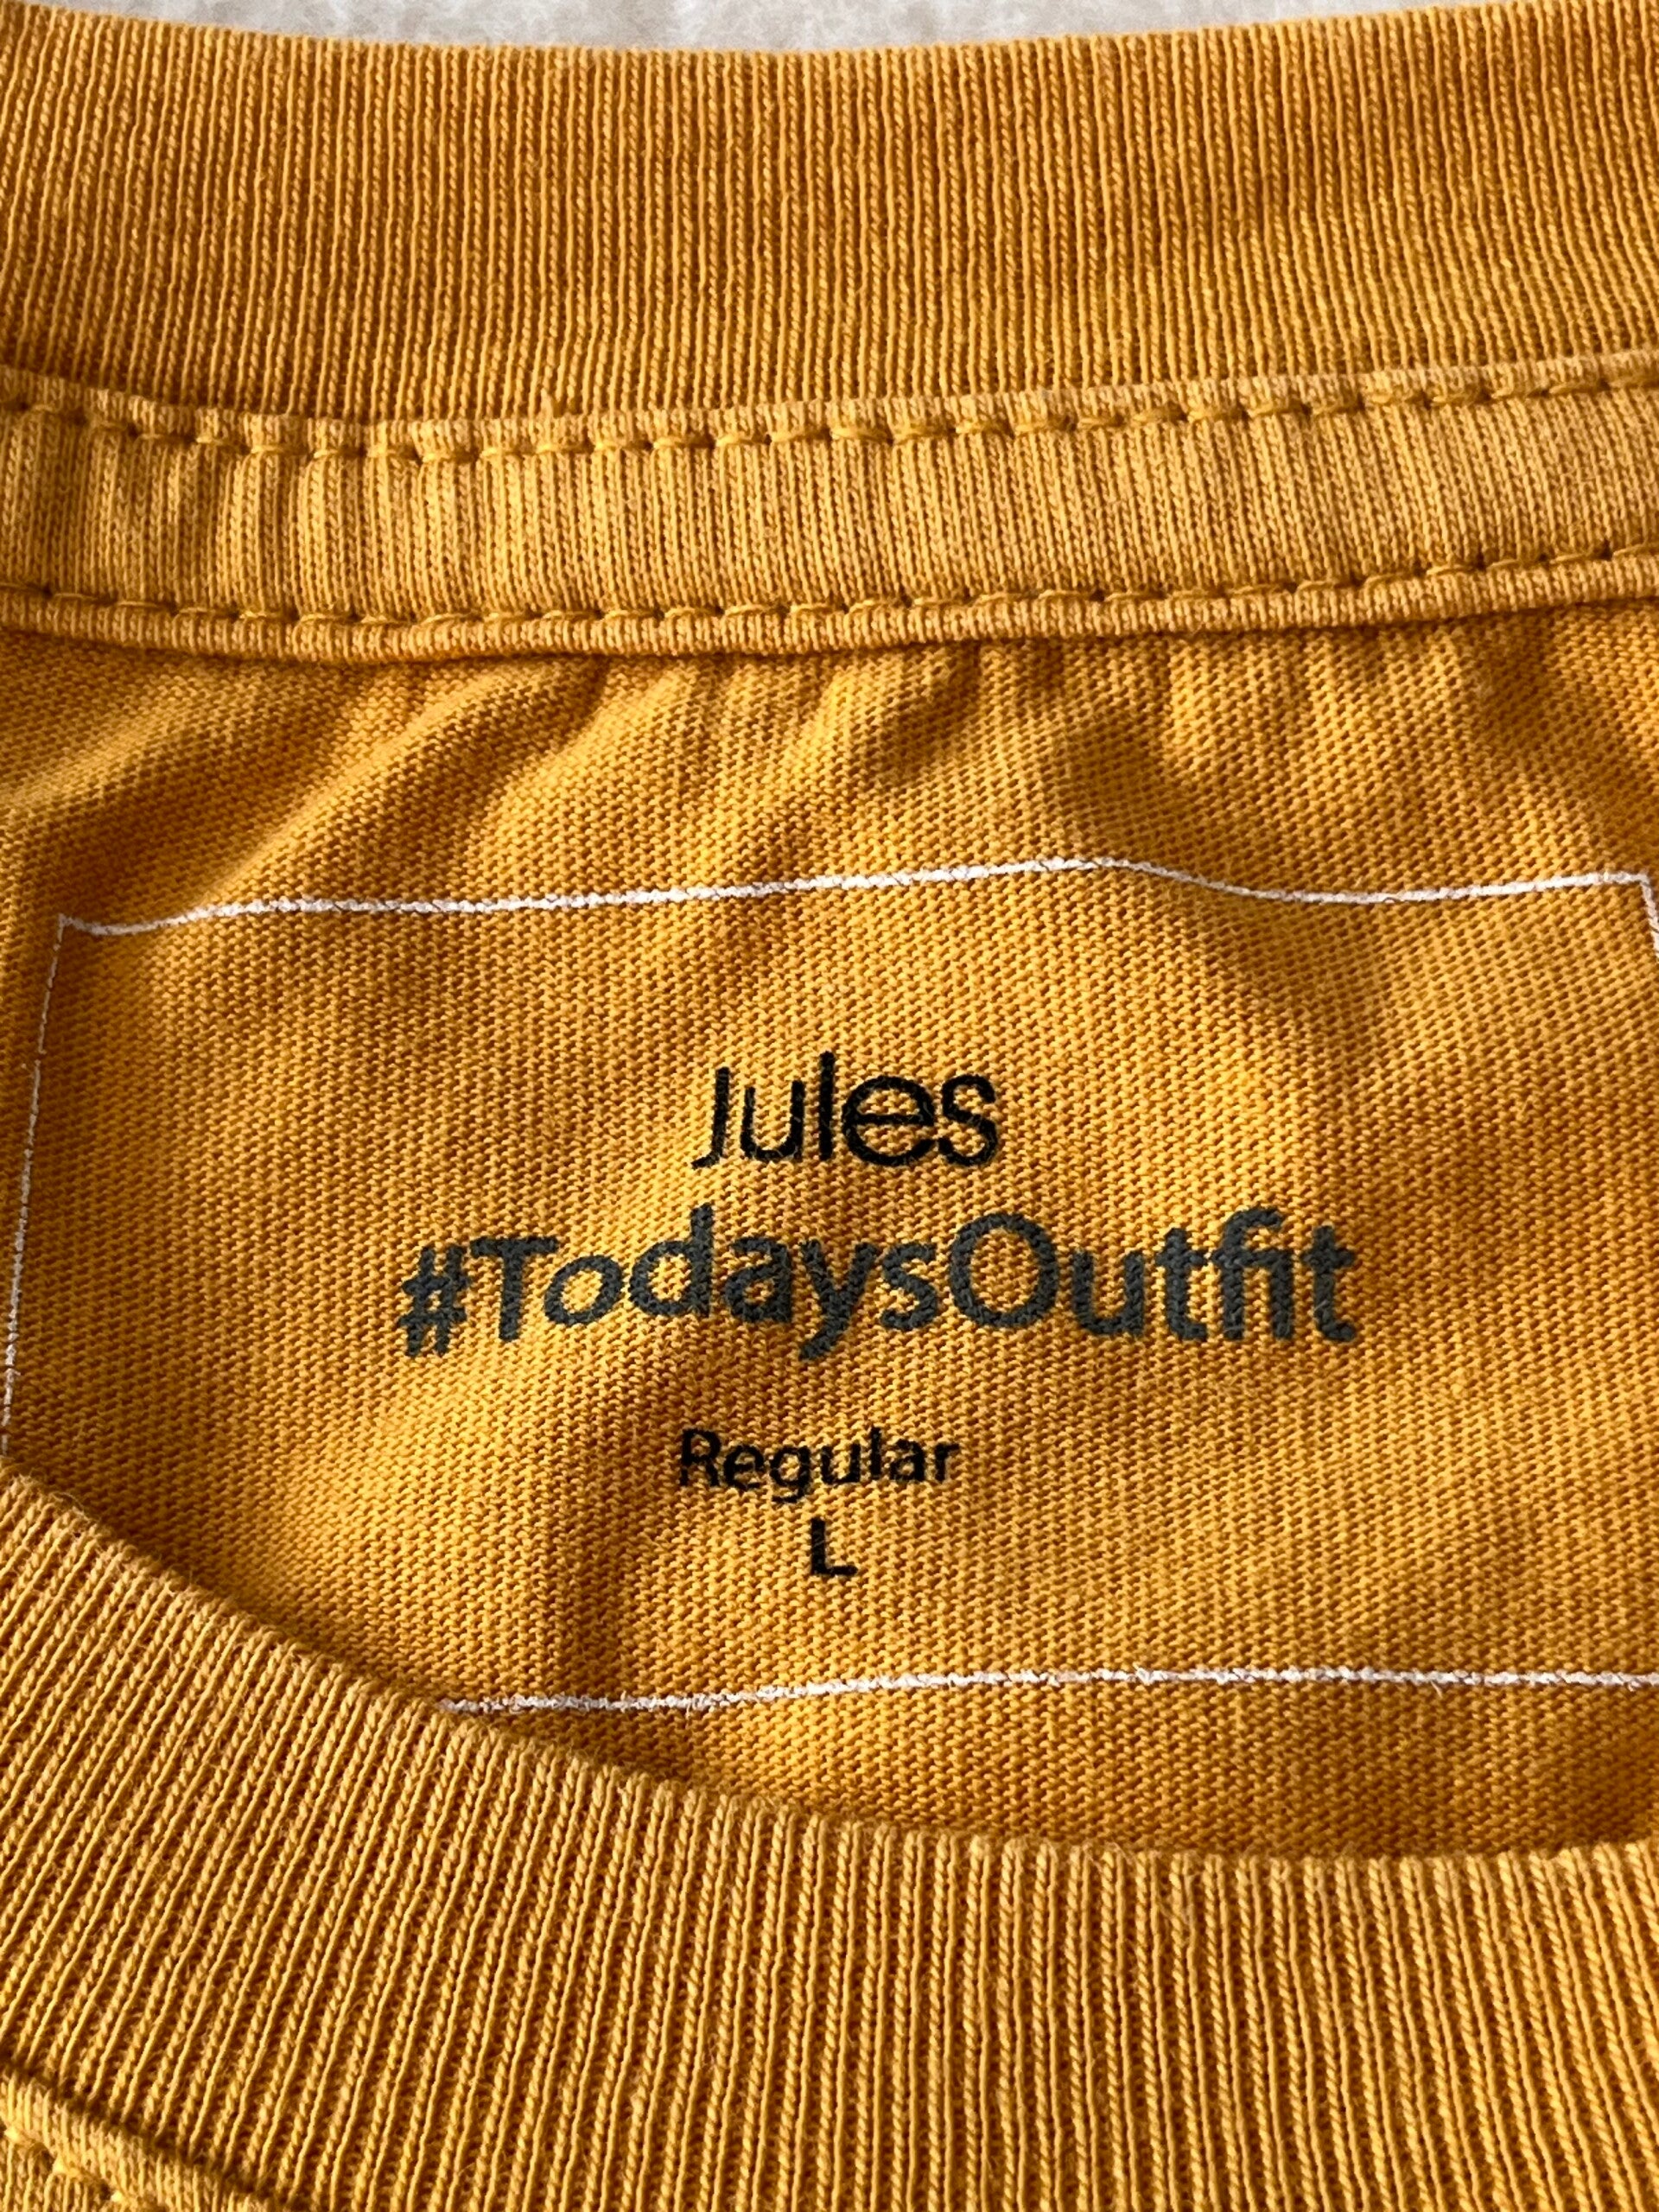 Jules
#TodaysOutfit
Regular
L